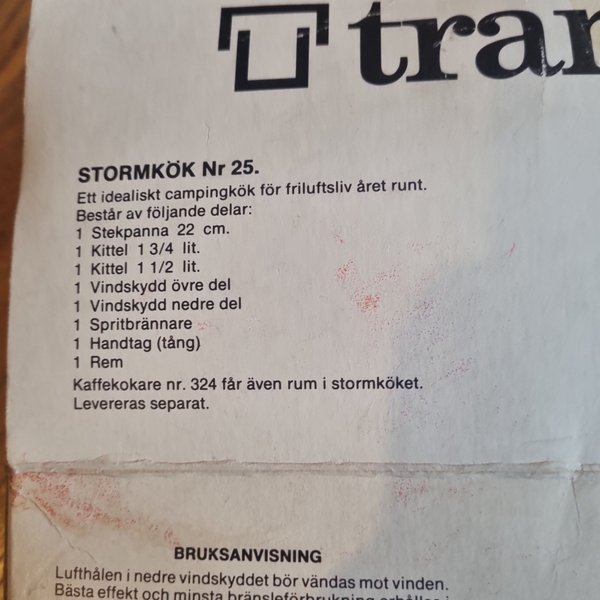 tran
STORMKÖK Nr 25.
Ett idealiskt campingkök för friluftsliv året runt.
Består av följande delar:
1 Stekpanna 22 cm.
1 Kittel 1 3/4 lit.
1 Kittel 1 1/2 lit.
1 Vindskydd övre del
1 Vindskydd nedre del
1 Spritbrännare
1 Handtag (tång)
1 Rem
Kaffekokare nr. 324 får även rum i stormköket.
Levereras separat.
BRUKSANVISNING
Lufthålen i nedre vindskyddet bör vändas mot vinden.
Bästa effekt och minsta bränsleförbrukning erhålles i